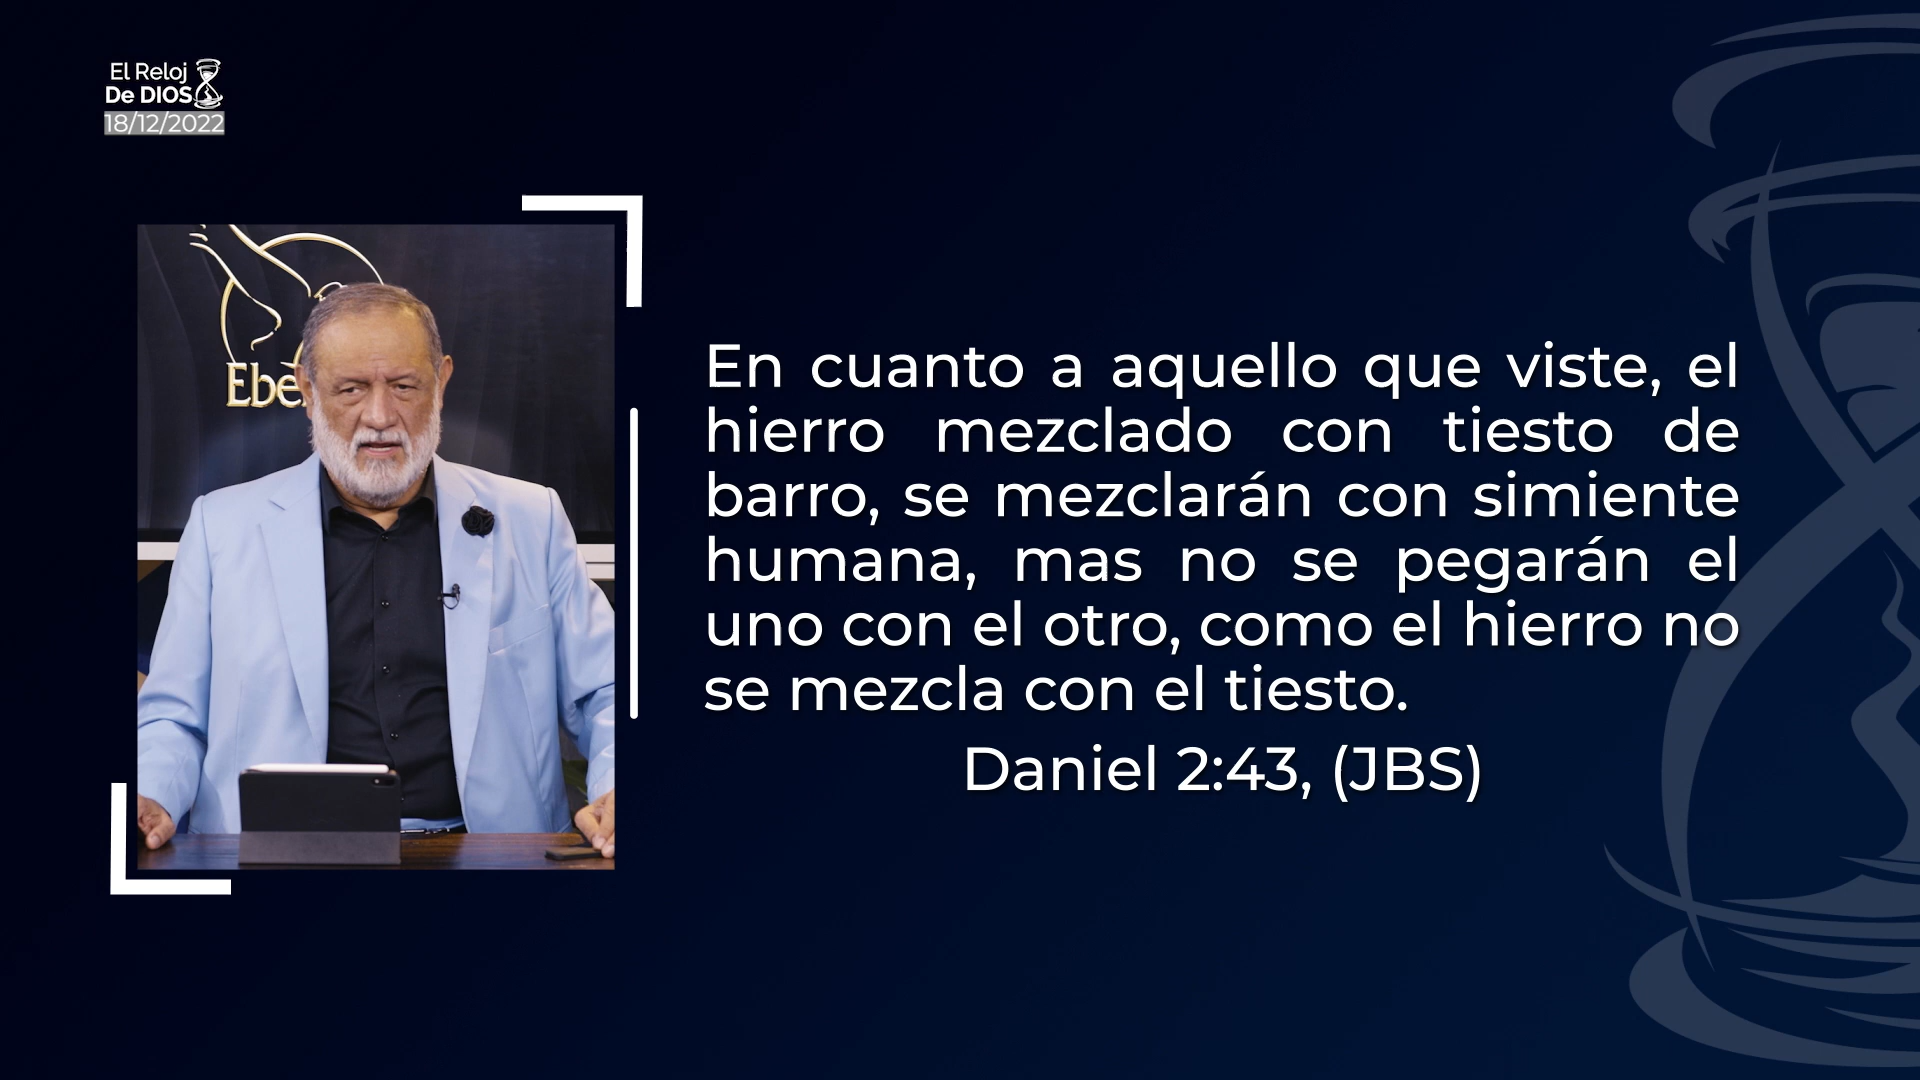 El Reloj
De DIOS
18/12/2022
En cuanto a aquello que viste, el
hierro mezclado con tiesto de
barro, se mezclarán con simiente
humana, mas no se pegarán el
uno con el otro, como el hierro no
se mezcla con el tiesto.
Daniel 2:43, (JBS)